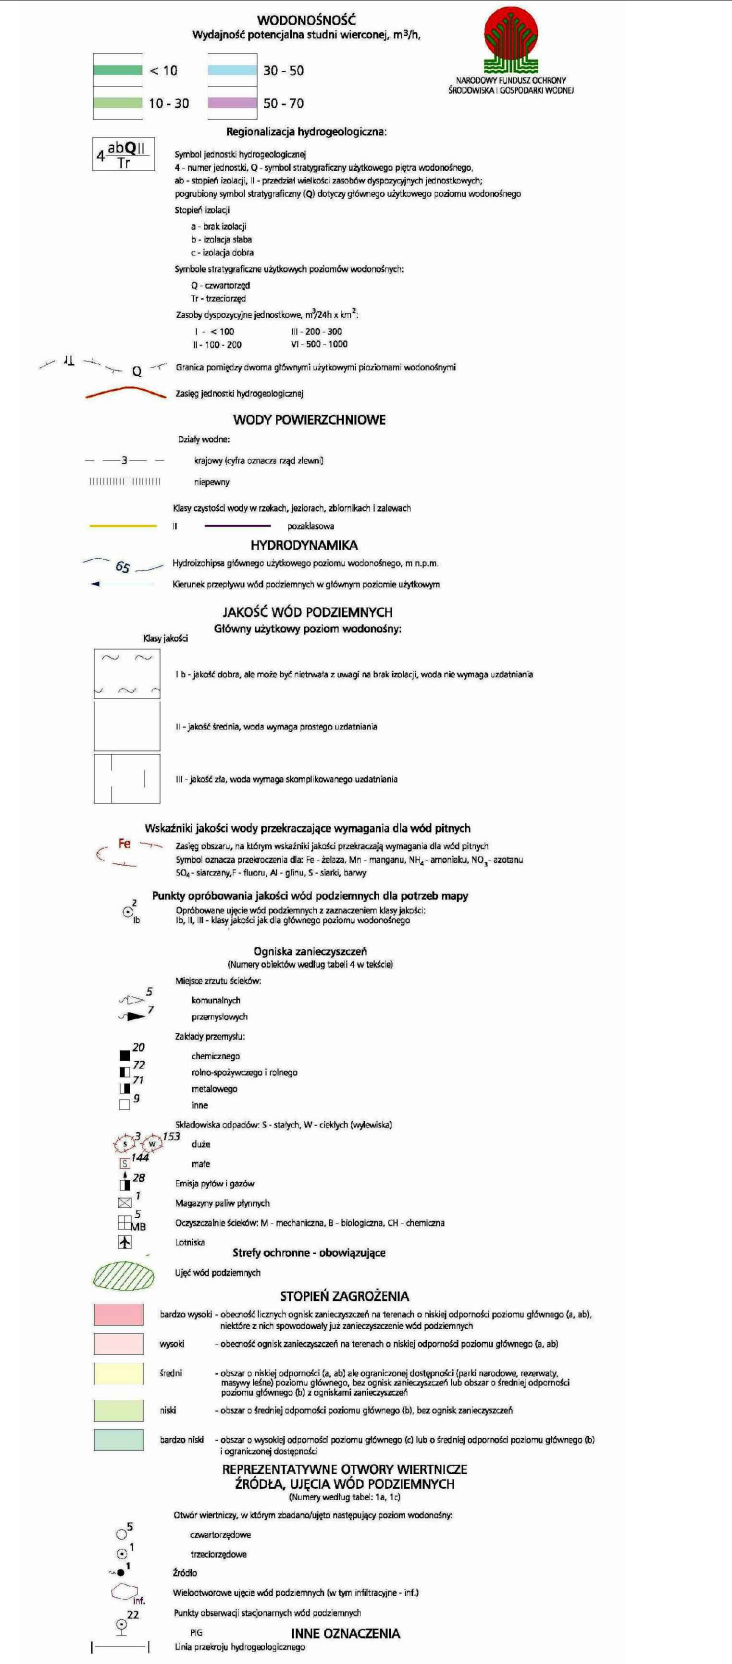 WODONOŚNOŚĆ
Wydajność potencjalna studni wierconej, m³/h,
NARODOWY FUNDUSZ OCHRONY
ŚRODOWISKA I GOSPODARKI WODNEJ
< 10
30 - 50
10 - 30
50 - 70
Regionalizacja hydrogeologiczna:
4 abQII
Tr
Symbol jednostki hydrogeologicznej
4 - numer jednostki, Q - symbol stratygraficzny użytkowego piętra wodonośnego,
ab - stopień izolacji, II - przedział wielkości zasobów dyspozycyjnych jednostkowych;
pogrubiony symbol stratygraficzny (Q) dotyczy głównego użytkowego poziomu wodonośnego
Stopień izolacji
a - brak izolacji
b - izolacja słaba
c - izolacja dobra
Symbole stratygraficzne użytkowych poziomów wodonośnych:
Q - czwartorzęd
Tr - trzeciorzęd
Zasoby dyspozycyjne jednostkowe, m³/24h x km²:
I - < 100 III - 200 - 300
II - 100 - 200 VI - 500 - 1000
Tr Q Granica pomiędzy dwoma głównymi użytkowymi pioziomami wodonośnymi
Zasięg jednostki hydrogeologicznej
WODY POWIERZCHNIOWE
Działy wodne:
3 krajowy (cyfra oznacza rząd zlewni)
niepewny
Klasy czystości wody w rzekach, jeziorach, zbiornikach i zalewach
II pozaklasowa
HYDRODYNAMIKA
65 Hydroizohipsa głównego użytkowego poziomu wodonośnego, m n.p.m.
Kierunek przepływu wód podziemnych w głównym poziomie użytkowym
JAKOŚĆ WÓD PODZIEMNYCH
Główny użytkowy poziom wodonośny:
Klasy jakości
I b - jakość dobra, ale może być nietrwała z uwagi na brak izolacji, woda nie wymaga uzdatniania
II - jakość średnia, woda wymaga prostego uzdatniania
III - jakość zła, woda wymaga skomplikowanego uzdatniania
Wskaźniki jakości wody przekraczające wymagania dla wód pitnych
Fe Zasięg obszaru, na którym wskaźniki jakości przekraczają wymagania dla wód pitnych
Symbol oznacza przekroczenia dla: Fe - żelaza, Mn - manganu, NH₄ - amoniaku, NO₃ - azotanu
SO₄ - siarczany, F - fluoru, Al - glinu, S - siarki, barwy
Punkty opróbowania jakości wód podziemnych dla potrzeb mapy
2 Ib Opróbowane ujęcie wód podziemnych z zaznaczeniem klasy jakości:
Ib, II, III - klasy jakości jak dla głównego poziomu wodonośnego
Ogniska zanieczyszczeń
(Numery obiektów według tabeli 4 w tekście)
Miejsce zrzutu ścieków:
5 komunalnych
7 przemysłowych
Zakłady przemysłu:
20 chemicznego
72 rolno-spożywczego i rolnego
71 metalowego
9 inne
Składowiska odpadów: S - stałych, W - ciekłych (wylewiska)
S 3 W 153 duże
S 144 małe
28 Emisja pyłów i gazów
1 Magazyny paliw płynnych
5 MB Oczyszczalnie ścieków: M - mechaniczna, B - biologiczna, CH - chemiczna
Lotniska
Strefy ochronne - obowiązujące
Ujęć wód podziemnych
STOPIEŃ ZAGROŻENIA
bardzo wysoki - obecność licznych ognisk zanieczyszczeń na terenach o niskiej odporności poziomu głównego (a, ab),
niektóre z nich spowodowały już zanieczyszczenie wód podziemnych
wysoki - obecność ognisk zanieczyszczeń na terenach o niskiej odporności poziomu głównego (a, ab)
średni - obszar o niskiej odporności (a, ab) ale ograniczonej dostępności (parki narodowe, rezerwaty,
masywy leśne) poziomu głównego, bez ognisk zanieczyszczeń lub obszar o średniej odporności
poziomu głównego (b) z ogniskami zanieczyszczeń
niski - obszar o średniej odporności poziomu głównego (b), bez ognisk zanieczyszczeń
bardzo niski - obszar o wysokiej odporności poziomu głównego (c) lub o średniej odporności poziomu głównego (b)
i ograniczonej dostępności
REPREZENTATYWNE OTWORY WIERTNICZE
ŹRÓDŁA, UJĘCIA WÓD PODZIEMNYCH
(Numery według tabel: 1a, 1c)
Otwór wiertniczy, w którym zbadano/ujęto następujący poziom wodonośny:
5 czwartorzędowe
1 trzeciorzędowe
1 Źródło
inf. Wielootworowe ujęcie wód podziemnych (w tym infiltracyjne - inf.)
22 Punkty obserwacji stacjonarnych wód podziemnych
PIG
INNE OZNACZENIA
Linia przekroju hydrogeologicznego